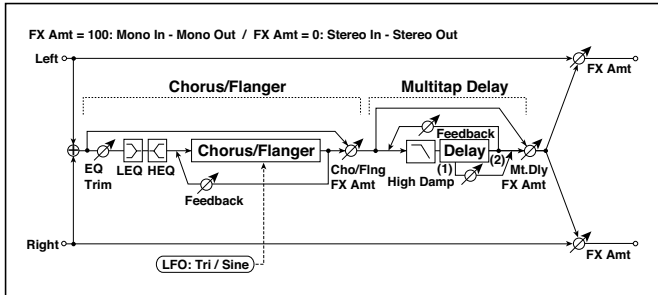 FX Amt = 100: Mono In - Mono Out / FX Amt = 0: Stereo In - Stereo Out
Left
FX Amt
Chorus/Flanger
Multitap Delay
Feedback
Chorus/Flanger
Delay
EQ Trim
LEQ
HEQ
Cho/Flng FX Amt
High Damp
(1)
(2)
Mt.Dly FX Amt
Feedback
Right
FX Amt
LFO: Tri / Sine